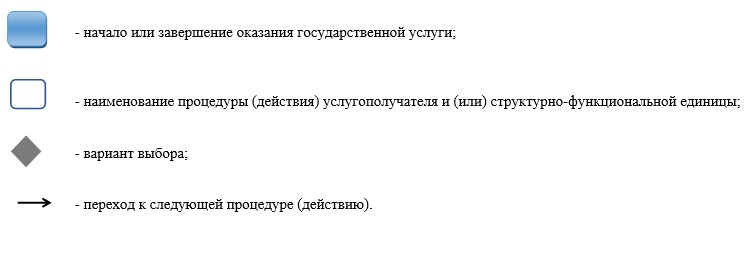 - начало или завершение оказания государственной услуги;
- наименование процедуры (действия) услугополучателя и (или) структурно-функциональной единицы;
- вариант выбора;
- переход к следующей процедуре (действию).